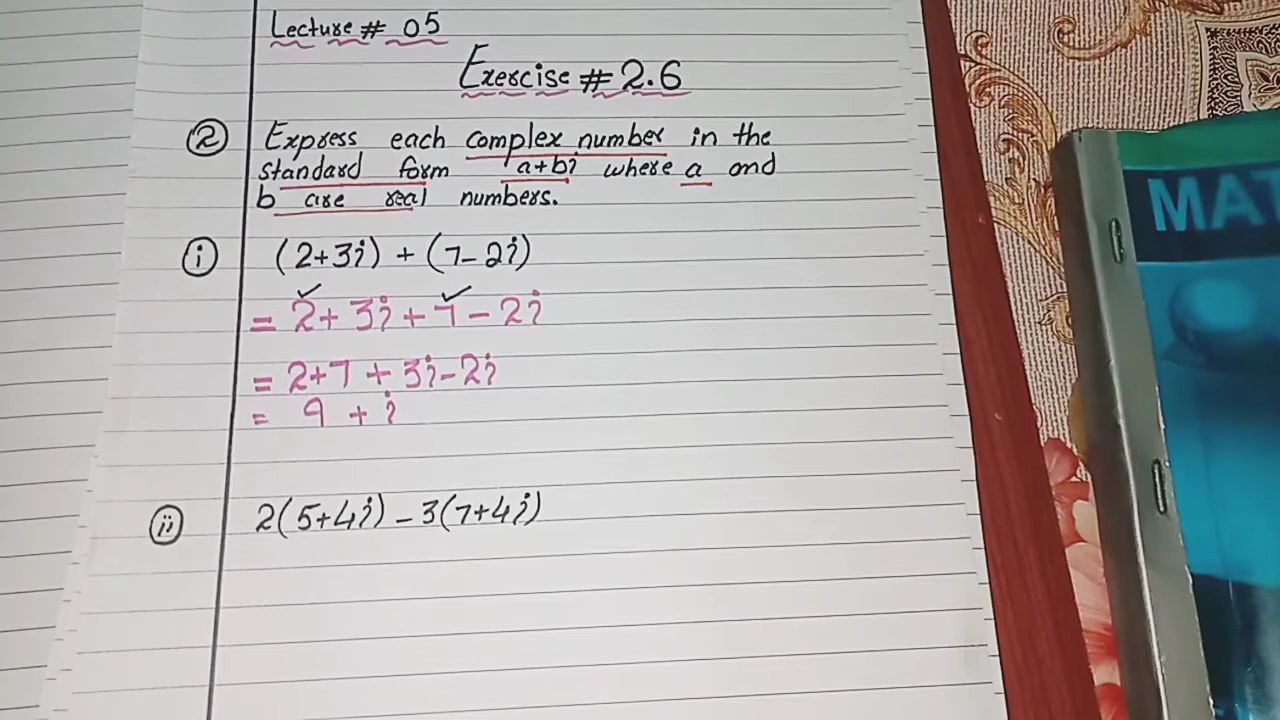 Lecture # 05
Exercise # 2.6
② Express each complex number in the
standard form a+bi where a and
b are real numbers.
ⓘ (2+3i) + (7-2i)
= 2+3i+7-2i
= 2+7+3i-2i
= 9 + i
ⓘⓘ 2(5+4i) - 3(7+4i)
MAT